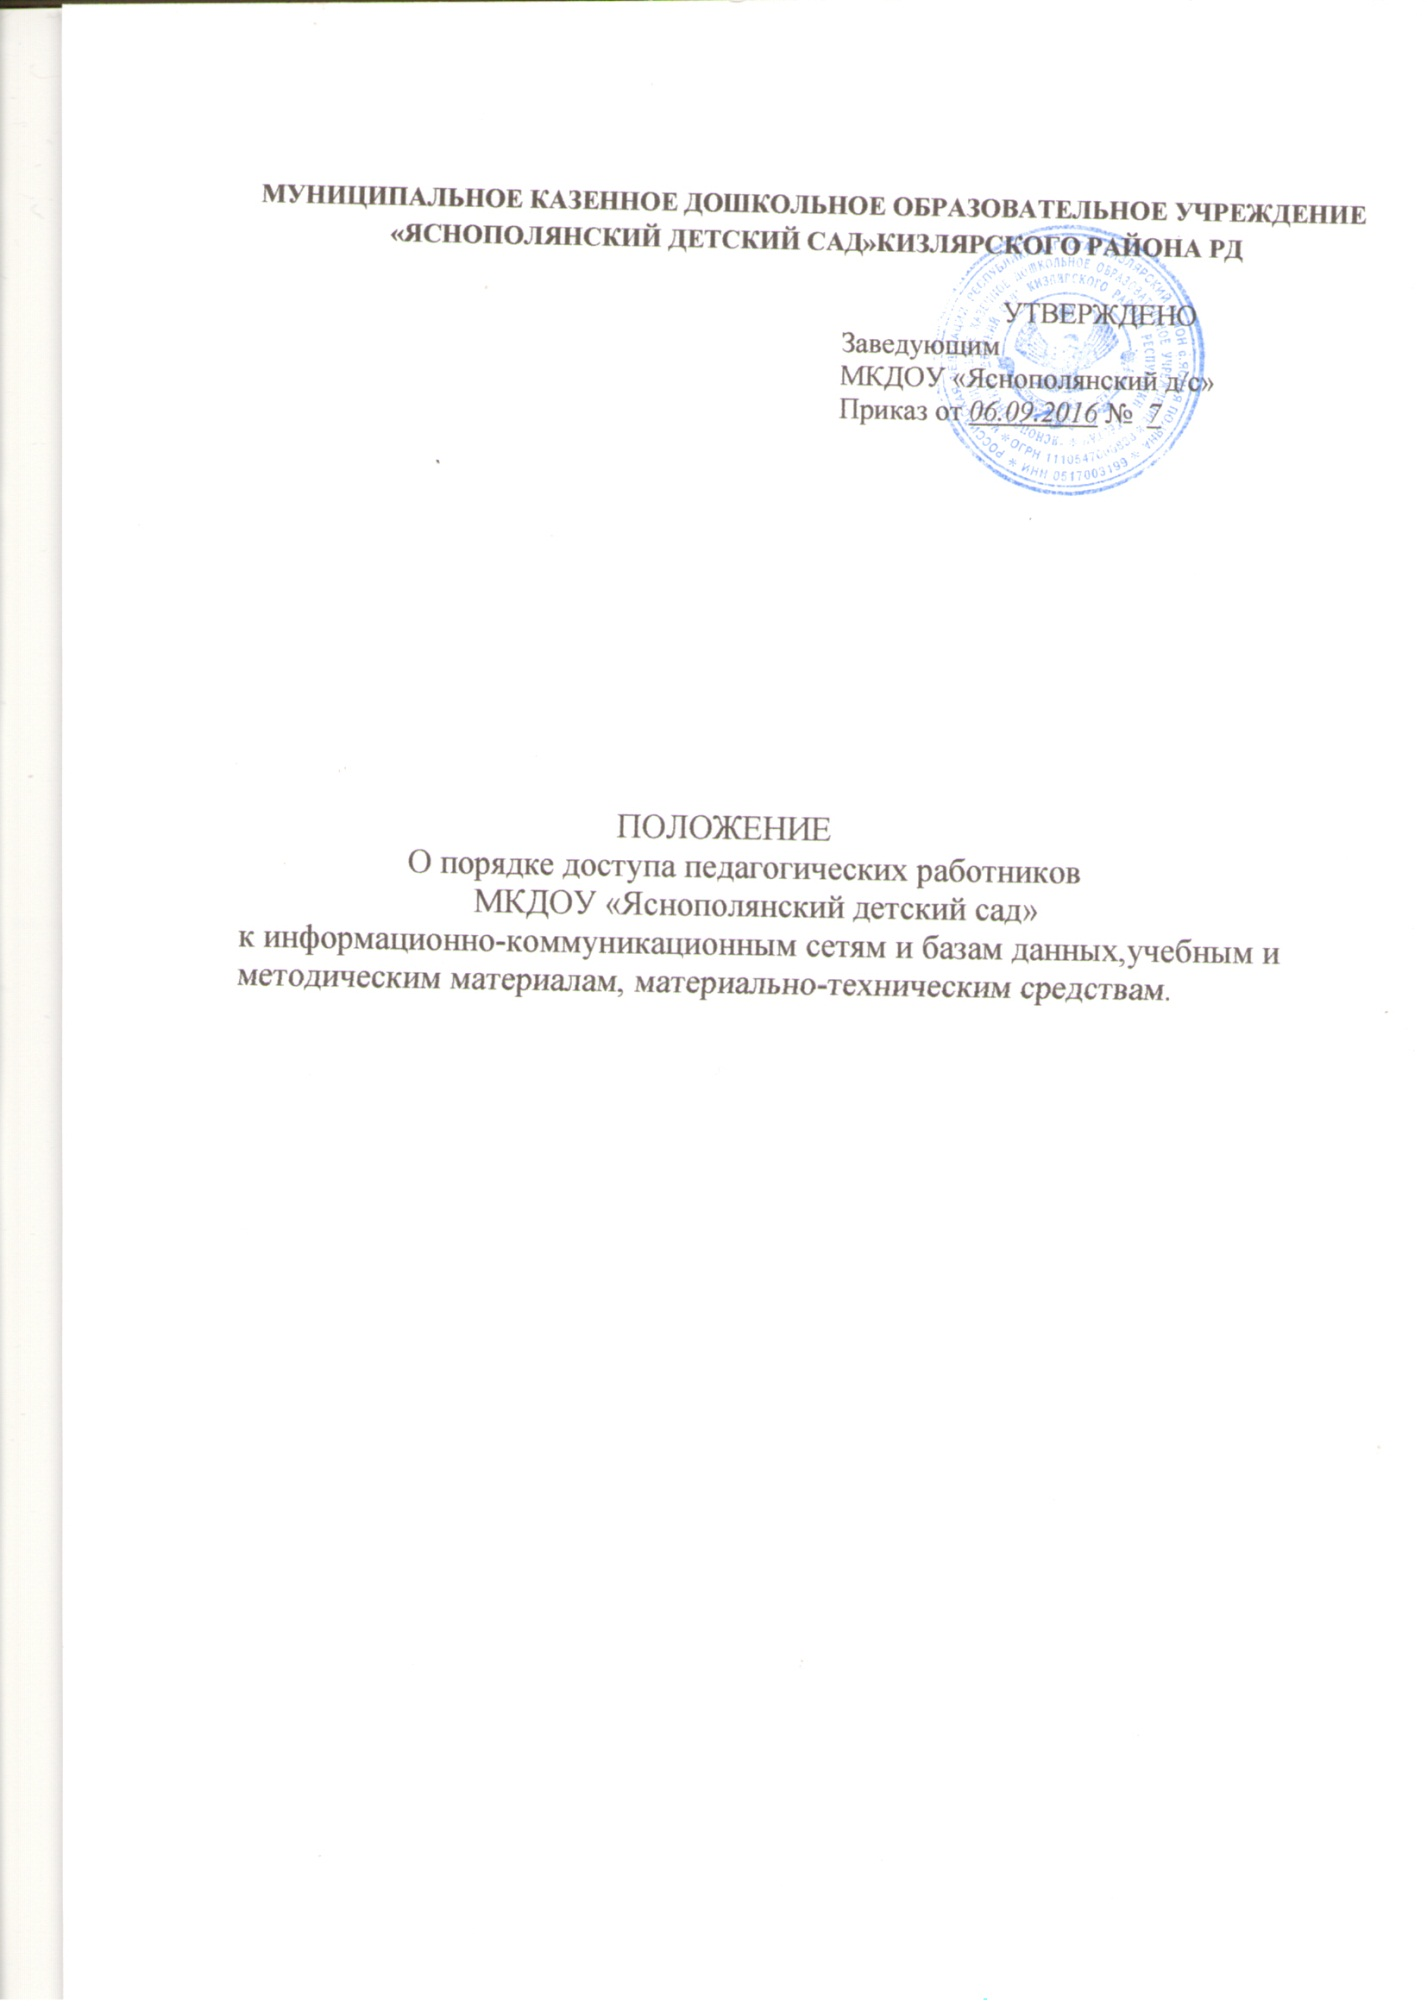 МУНИЦИПАЛЬНОЕ КАЗЕННОЕ ДОШКОЛЬНОЕ ОБРАЗОВАТЕЛЬНОЕ УЧРЕЖДЕНИЕ
«ЯСНОПОЛЯНСКИЙ ДЕТСКИЙ САД»КИЗЛЯРСКОГО РАЙОНА РД
УТВЕРЖДЕНО
Заведующим
МКДОУ «Яснополянский д/с»
Приказ от 06.09.2016 № 7
ИНН 0517003199
ПОЛОЖЕНИЕ
О порядке доступа педагогических работников
МКДОУ «Яснополянский детский сад»
к информационно-коммуникационным сетям и базам данных,учебным и
методическим материалам, материально-техническим средствам.